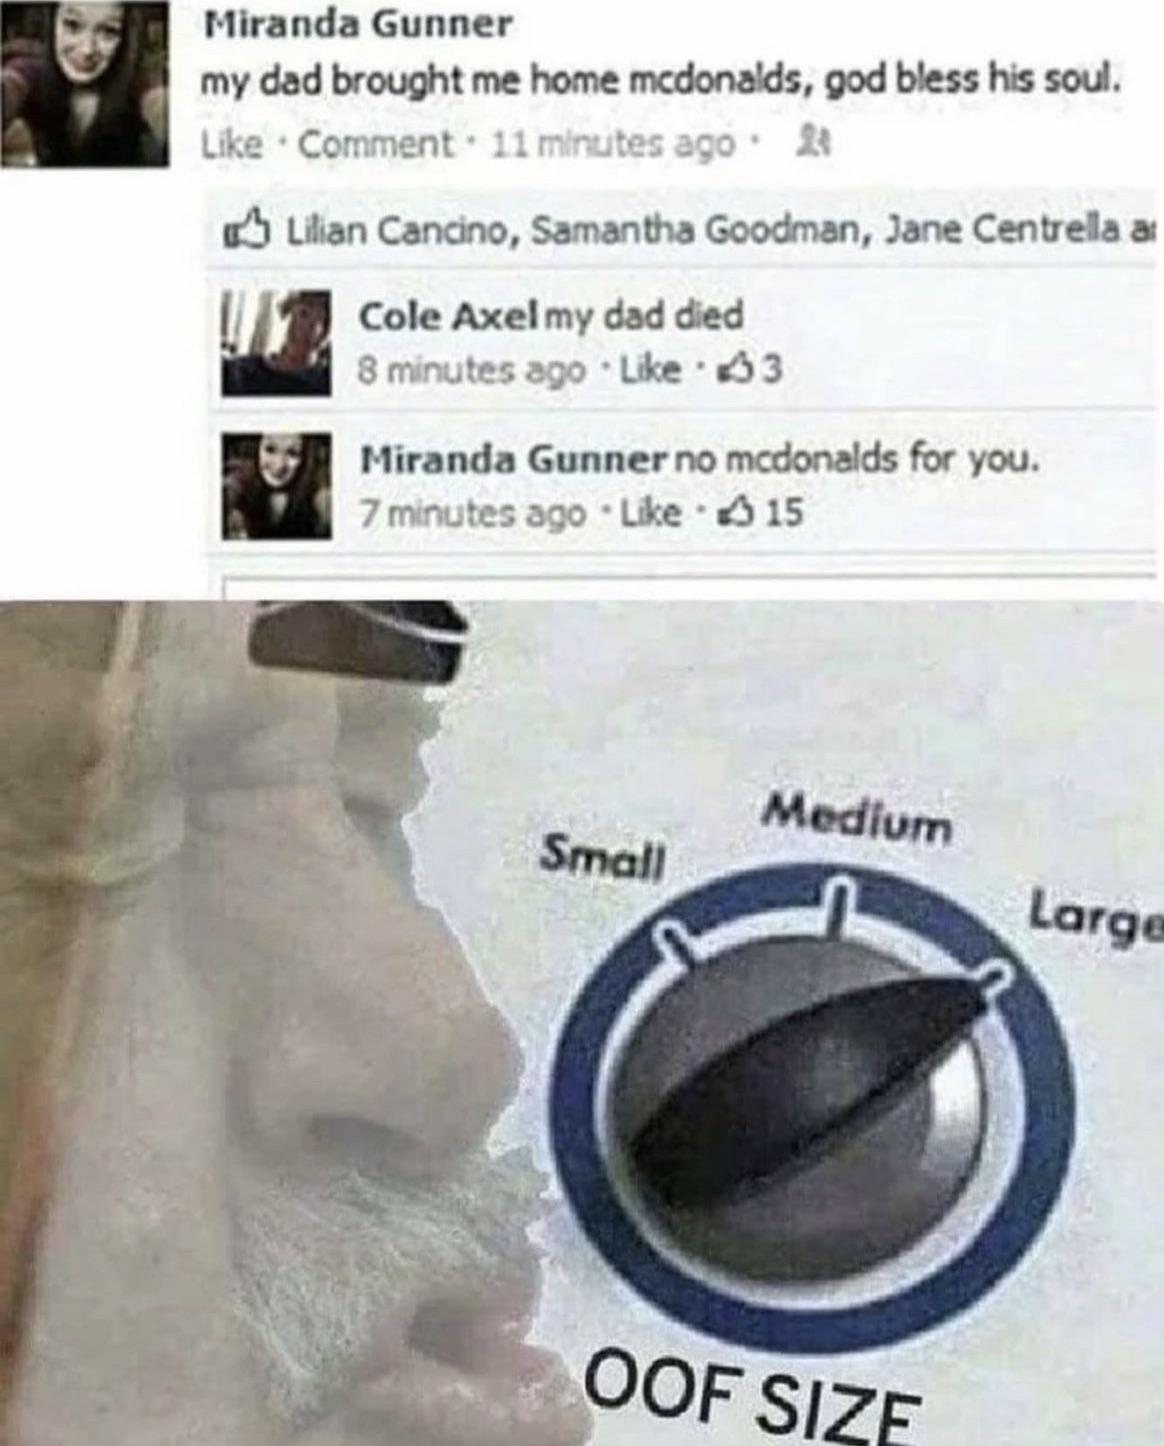 Miranda Gunner
my dad brought me home mcdonalds, god bless his soul.
Like · Comment · 11 minutes ago ·
Lilian Cancino, Samantha Goodman, Jane Centrella
Cole Axel my dad died
8 minutes ago · Like · 3
Miranda Gunner no mcdonalds for you.
7 minutes ago · Like · 15
Medium
Small
Large
OOF SIZE